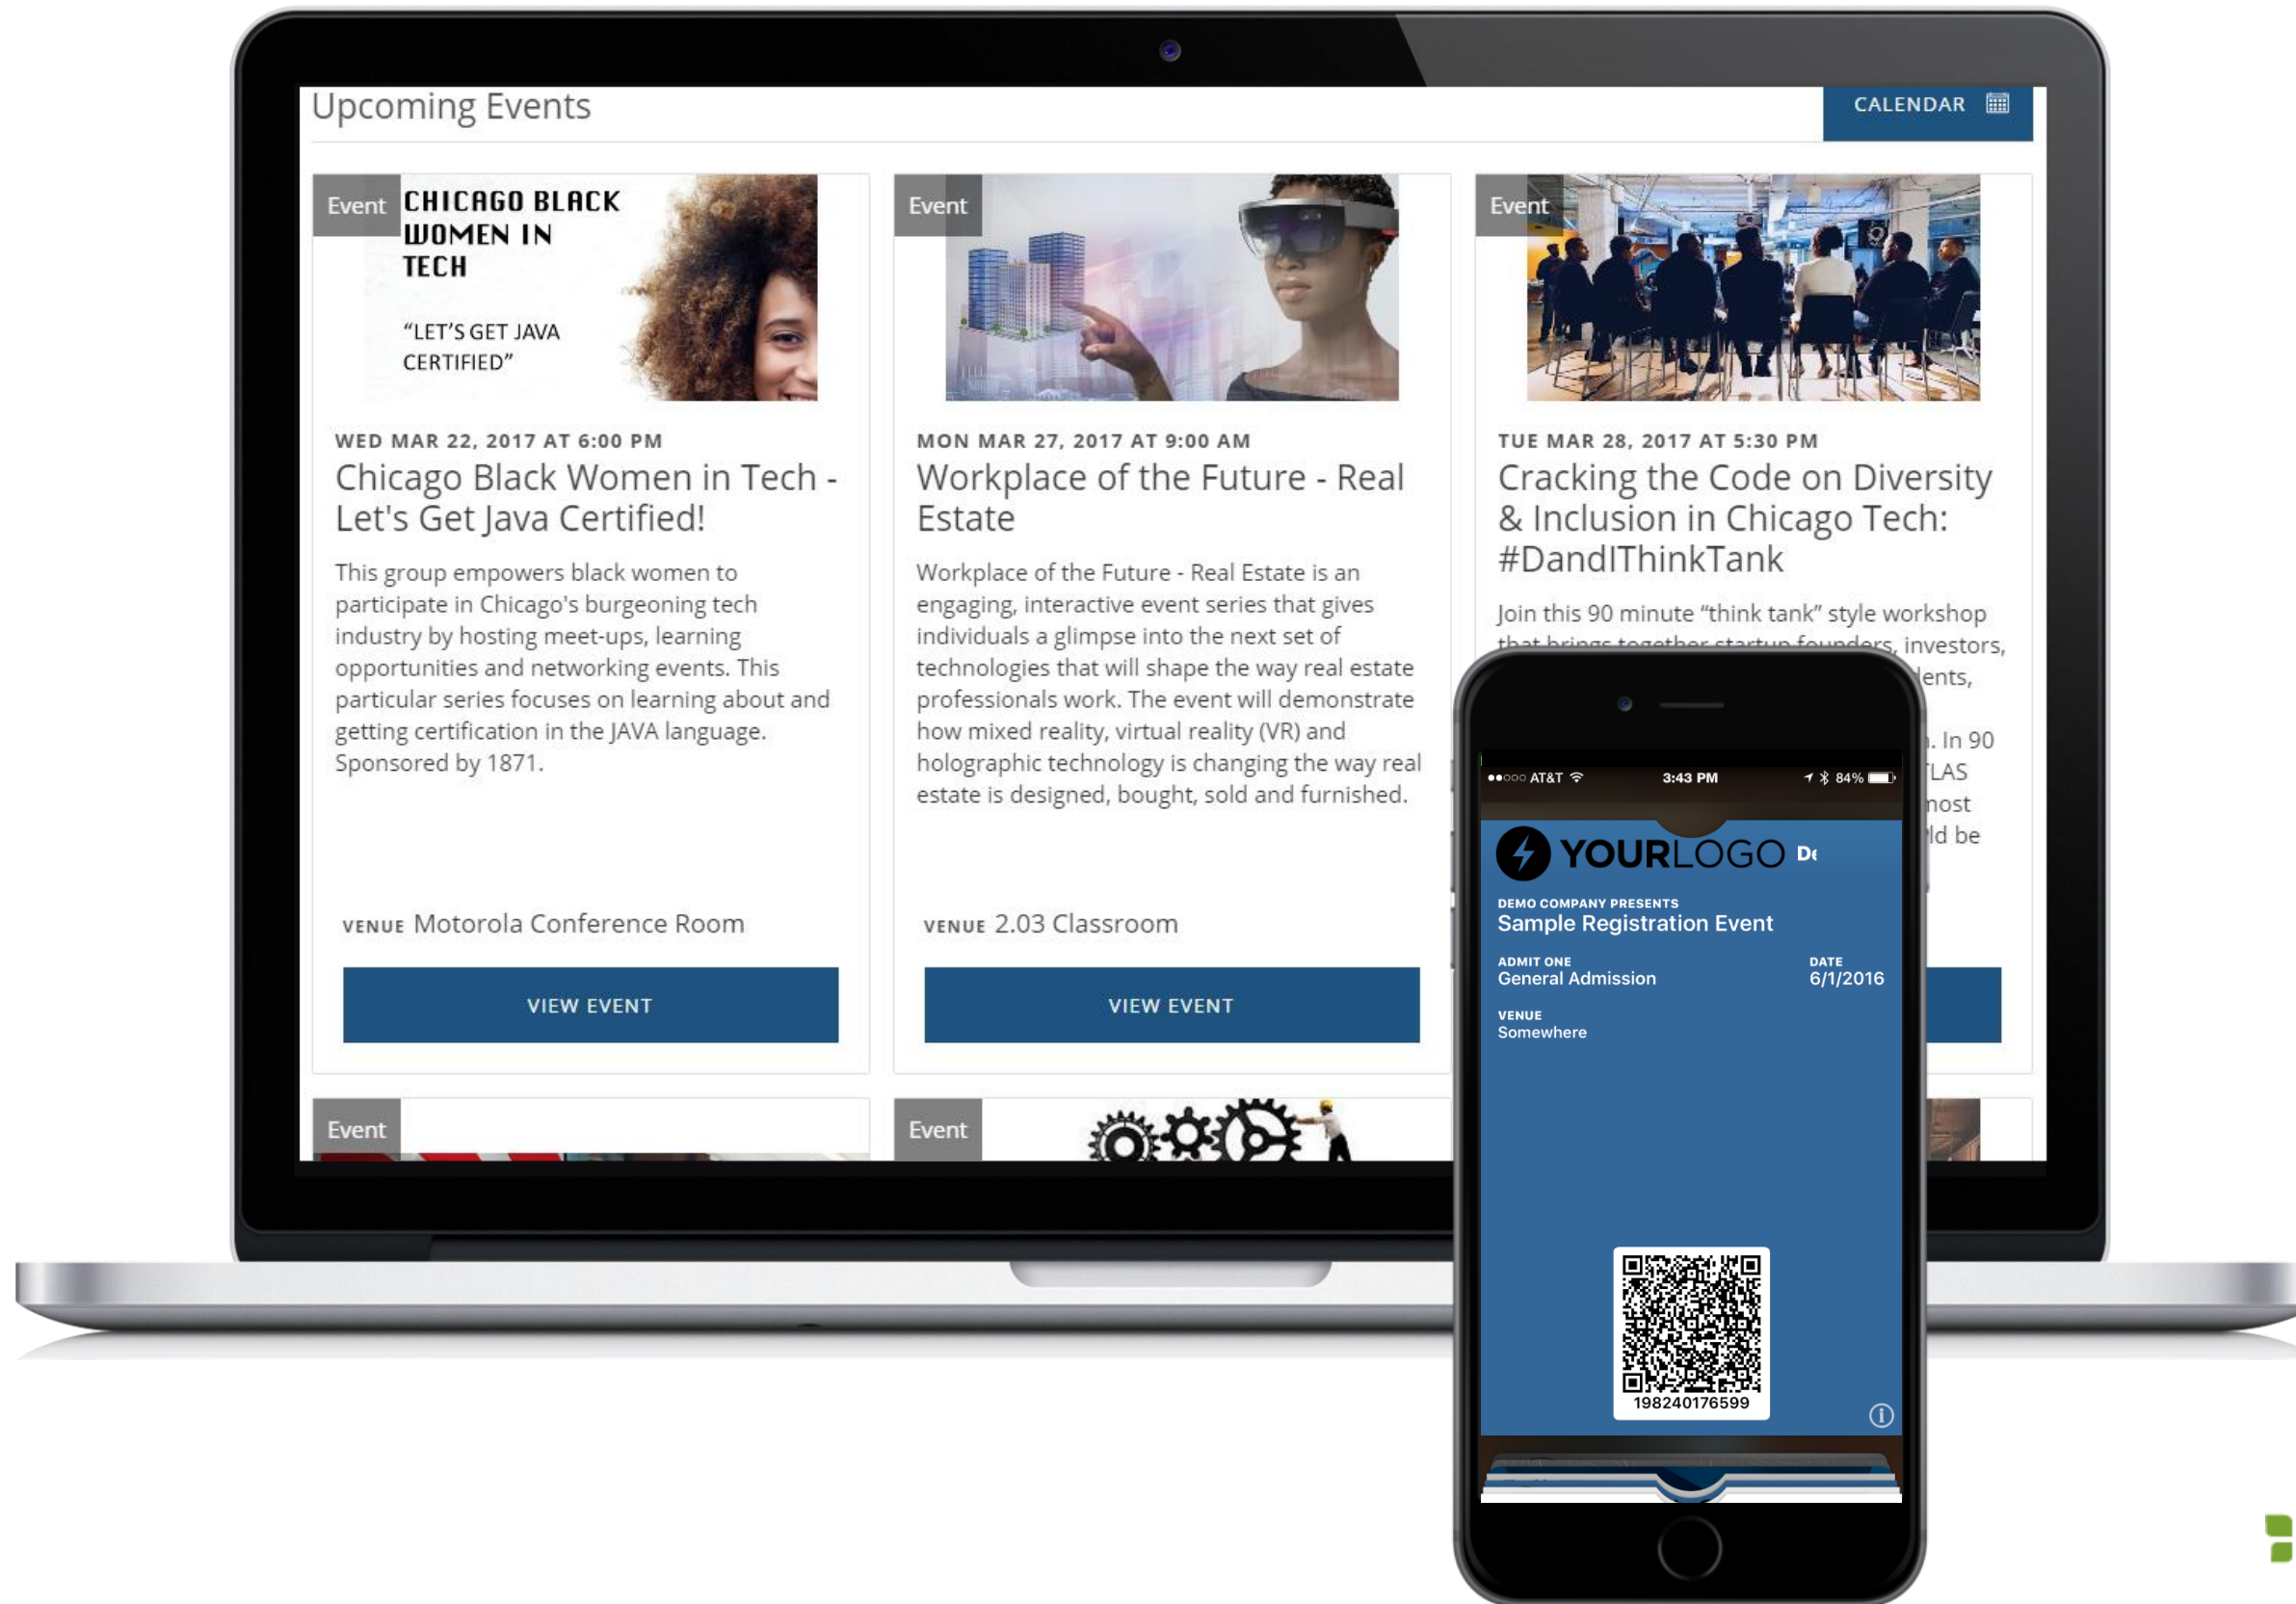 Upcoming Events
CALENDAR
Event
CHICAGO BLACK
WOMEN IN
TECH
“LET'S GET JAVA
CERTIFIED”
WED MAR 22, 2017 AT 6:00 PM
Chicago Black Women in Tech -
Let's Get Java Certified!
This group empowers black women to
participate in Chicago's burgeoning tech
industry by hosting meet-ups, learning
opportunities and networking events. This
particular series focuses on learning about and
getting certification in the JAVA language.
Sponsored by 1871.
VENUE Motorola Conference Room
VIEW EVENT
Event
MON MAR 27, 2017 AT 9:00 AM
Workplace of the Future - Real
Estate
Workplace of the Future - Real Estate is an
engaging, interactive event series that gives
individuals a glimpse into the next set of
technologies that will shape the way real estate
professionals work. The event will demonstrate
how mixed reality, virtual reality (VR) and
holographic technology is changing the way real
estate is designed, bought, sold and furnished.
VENUE 2.03 Classroom
VIEW EVENT
Event
TUE MAR 28, 2017 AT 5:30 PM
Cracking the Code on Diversity
& Inclusion in Chicago Tech:
#DandIThinkTank
Join this 90 minute “think tank” style workshop
that brings together startup founders, investors,
In 90
most
be
Event
Event
AT&T 3:43 PM 84%
YOURLOGO
DEMO COMPANY PRESENTS
Sample Registration Event
ADMIT ONE DATE
General Admission 6/1/2016
VENUE
Somewhere
198240176599